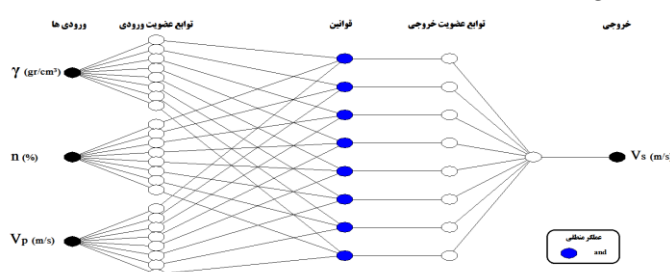 ورودی ها
توابع عضویت ورودی
قوانین
توابع عضویت خروجی
خروجی
γ (gr/cm³)
n (%)
Vp (m/s)
Vs (m/s)
عملگر منطقی
and